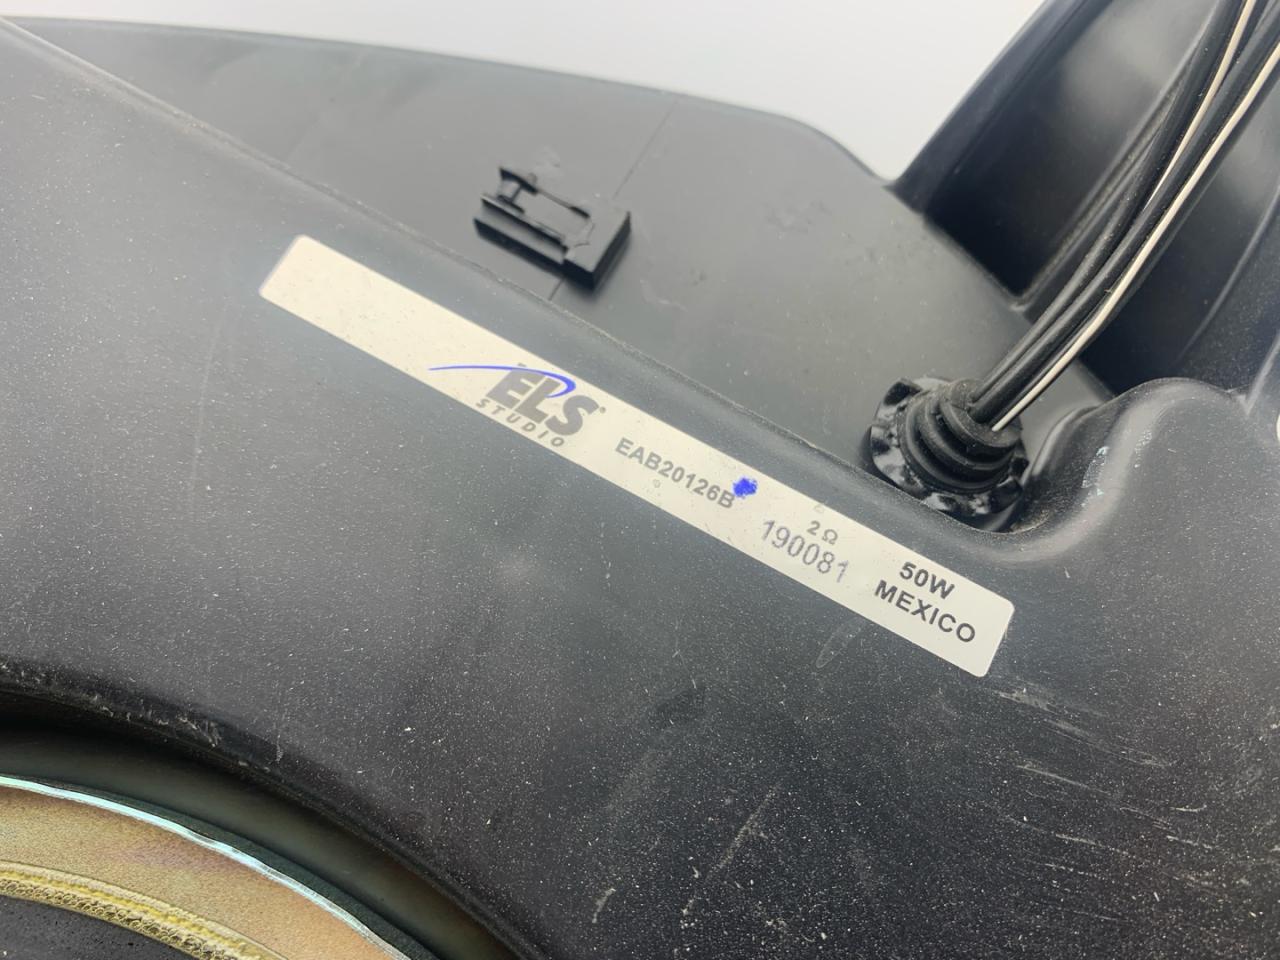 ELS
STUDIO
EAB20126B
2Ω
190081
50W
MEXICO